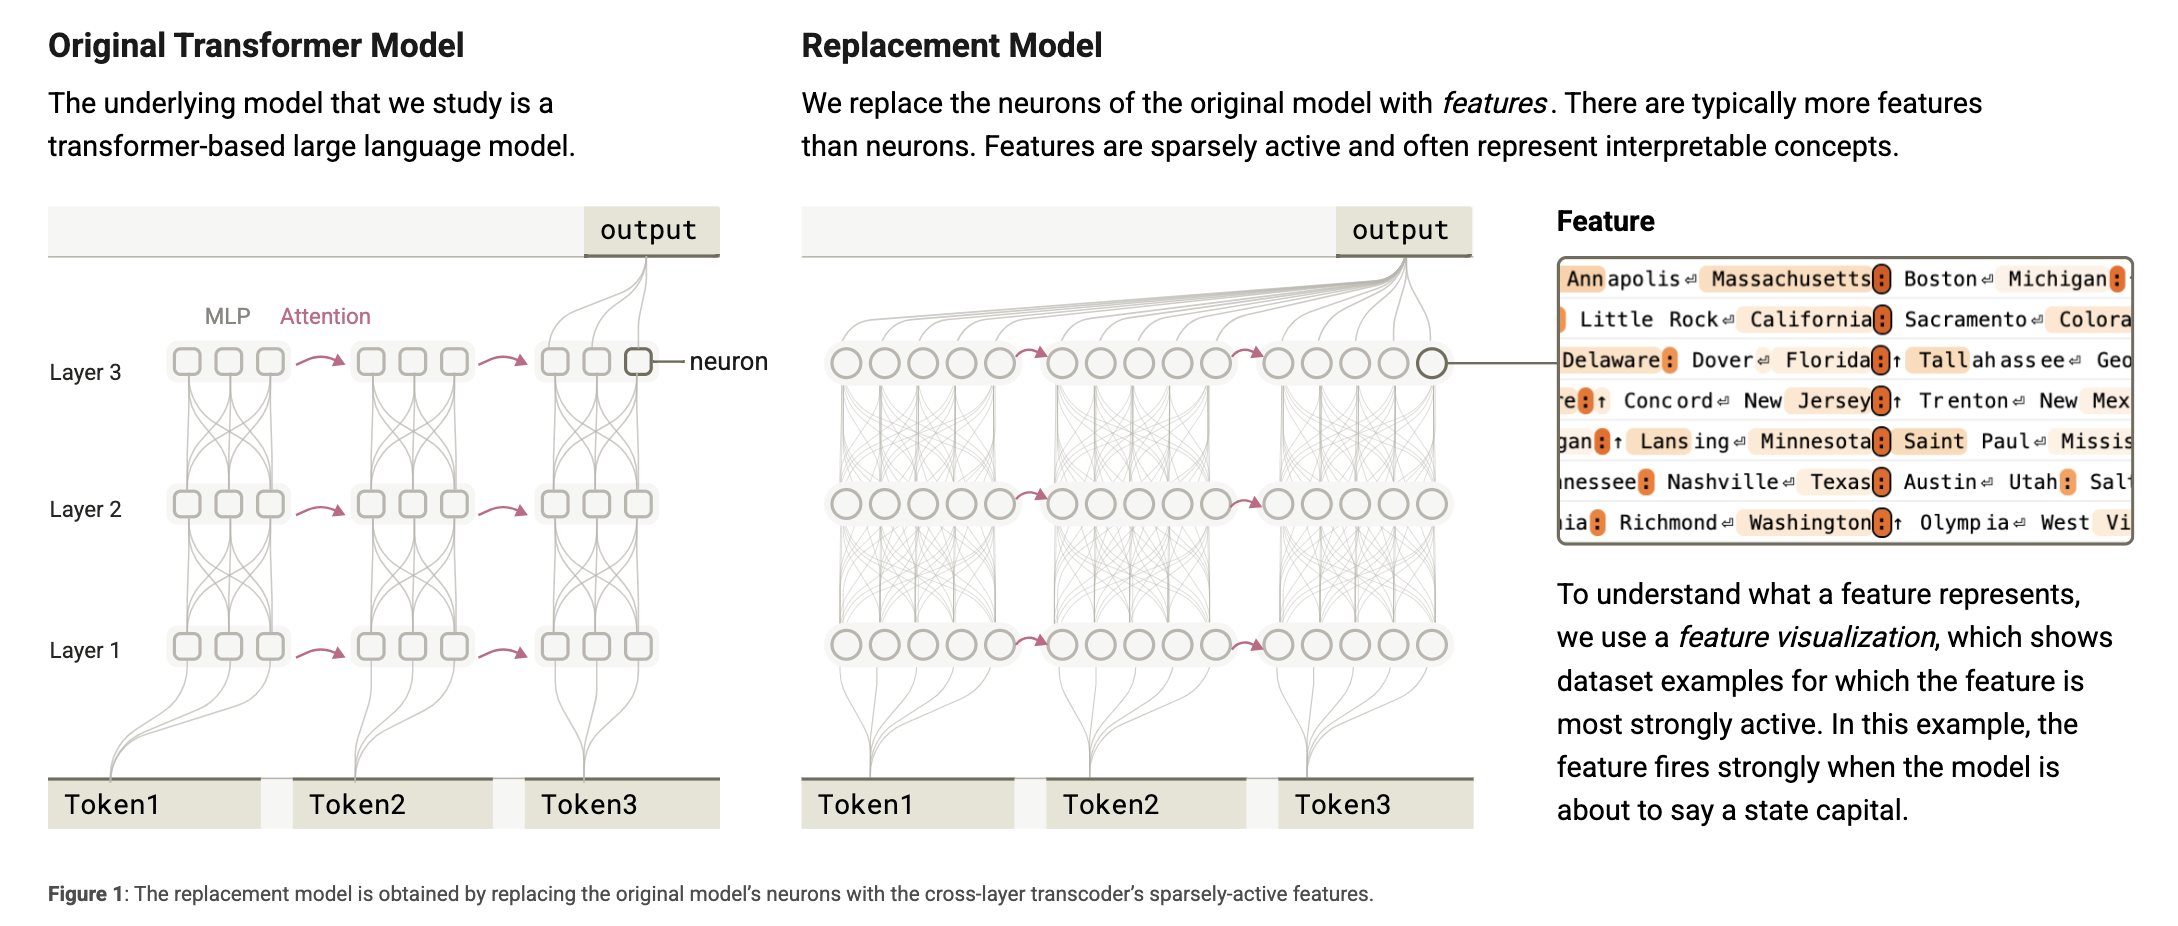 Original Transformer Model
The underlying model that we study is a
transformer-based large language model.
output
MLP Attention
Layer 3
neuron
Layer 2
Layer 1
Token1 Token2 Token3
Replacement Model
We replace the neurons of the original model with features. There are typically more features
than neurons. Features are sparsely active and often represent interpretable concepts.
output
Token1 Token2 Token3
Feature
Annapolis⏎ Massachusetts: Boston⏎ Michigan:
Little Rock⏎ California: Sacramento⏎ Colora
Delaware: Dover⏎ Florida:↑ Tallahassee⏎ Geo
re:↑ Concord⏎ New Jersey:↑ Trenton⏎ New Mex
gan:↑ Lansing⏎ Minnesota: Saint Paul⏎ Missis
nnessee: Nashville⏎ Texas: Austin⏎ Utah: Salt
nia: Richmond⏎ Washington:↑ Olympia⏎ West Vi
To understand what a feature represents,
we use a feature visualization, which shows
dataset examples for which the feature is
most strongly active. In this example, the
feature fires strongly when the model is
about to say a state capital.
Figure 1: The replacement model is obtained by replacing the original model’s neurons with the cross-layer transcoder’s sparsely-active features.